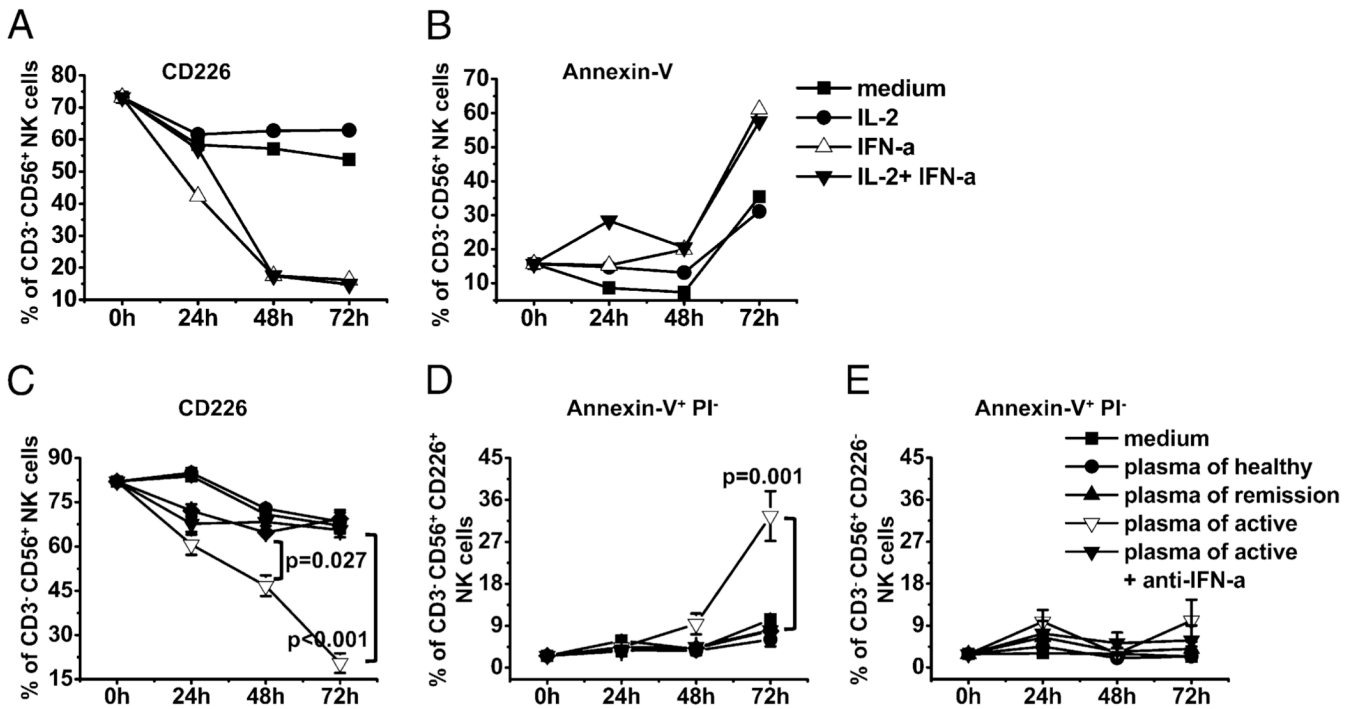 A
CD226
% of CD3⁻CD56⁺ NK cells
80
70
60
50
40
30
20
10
0h 24h 48h 72h
B
Annexin-V
% of CD3⁻CD56⁺ NK cells
70
60
50
40
30
20
10
0h 24h 48h 72h
medium
IL-2
IFN-a
IL-2+ IFN-a
C
CD226
% of CD3⁻CD56⁺ NK cells
90
75
60
45
30
15
p=0.027
p<0.001
0h 24h 48h 72h
D
Annexin-V⁺ PI⁻
% of CD3⁻CD56⁺ CD226⁺
NK cells
45
36
27
18
9
0
p=0.001
0h 24h 48h 72h
E
Annexin-V⁺ PI⁻
% of CD3⁻CD56⁺ CD226⁻
NK cells
45
36
27
18
9
0
0h 24h 48h 72h
medium
plasma of healthy
plasma of remission
plasma of active
plasma of active
+ anti-IFN-a